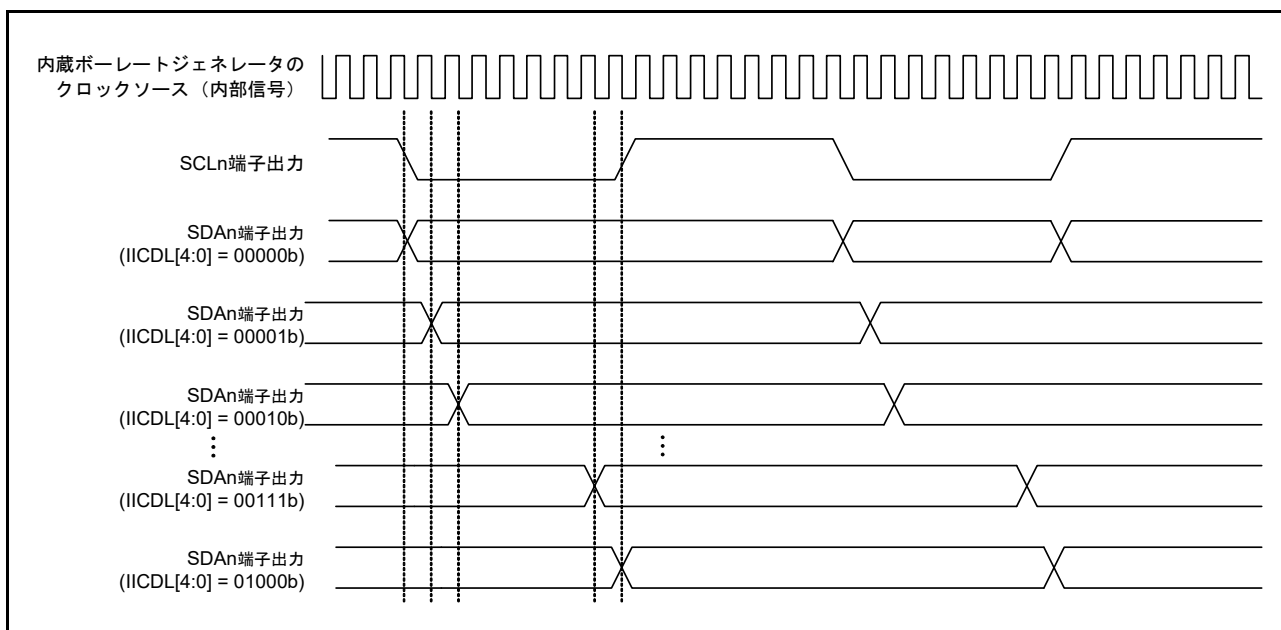 内蔵ボーレートジェネレータの
クロックソース（内部信号）
SCLn端子出力
SDAn端子出力
(IICDL[4:0] = 00000b)
SDAn端子出力
(IICDL[4:0] = 00001b)
SDAn端子出力
(IICDL[4:0] = 00010b)
SDAn端子出力
(IICDL[4:0] = 00111b)
SDAn端子出力
(IICDL[4:0] = 01000b)